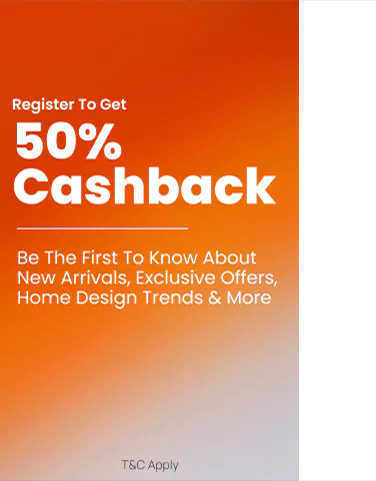 Register To Get
50%
Cashback
Be The First To Know About
New Arrivals, Exclusive Offers,
Home Design Trends & More
T&C Apply